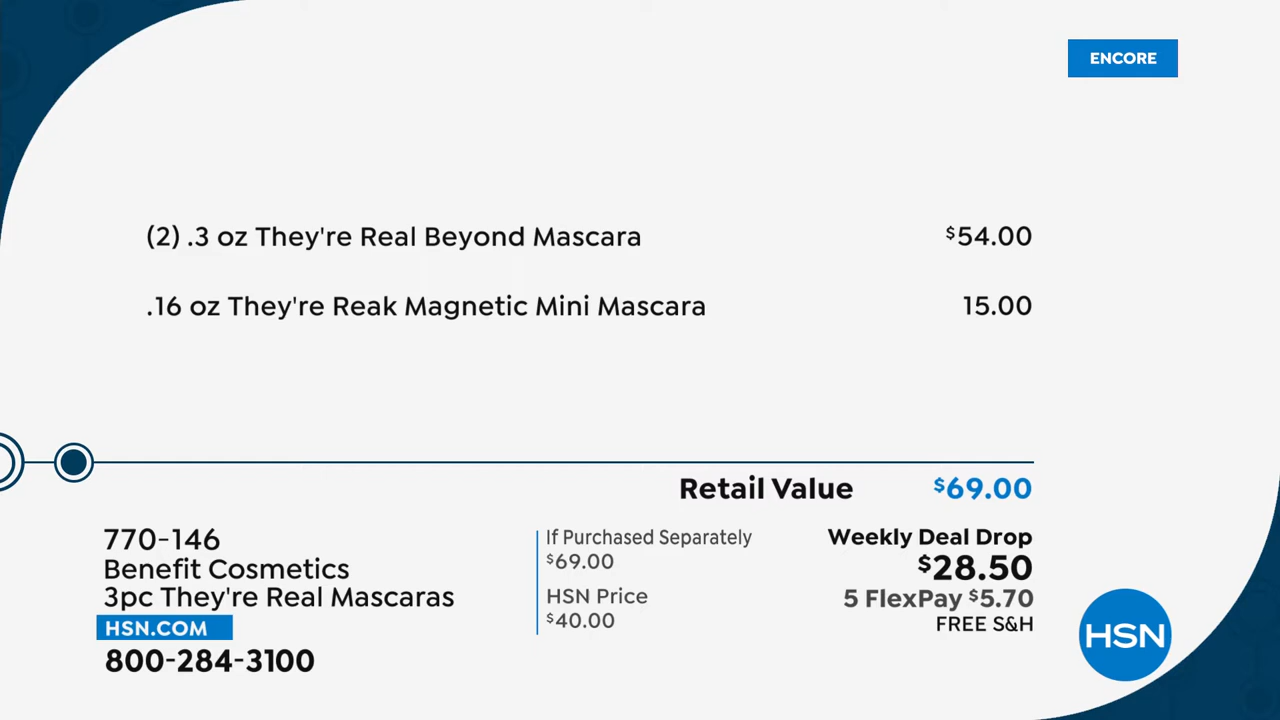 ENCORE
(2) .3 oz They're Real Beyond Mascara $54.00
.16 oz They're Reak Magnetic Mini Mascara 15.00
Retail Value $69.00
770-146
Benefit Cosmetics
3pc They're Real Mascaras
HSN.COM
800-284-3100
If Purchased Separately
$69.00
HSN Price
$40.00
Weekly Deal Drop
$28.50
5 FlexPay $5.70
FREE S&H
HSN